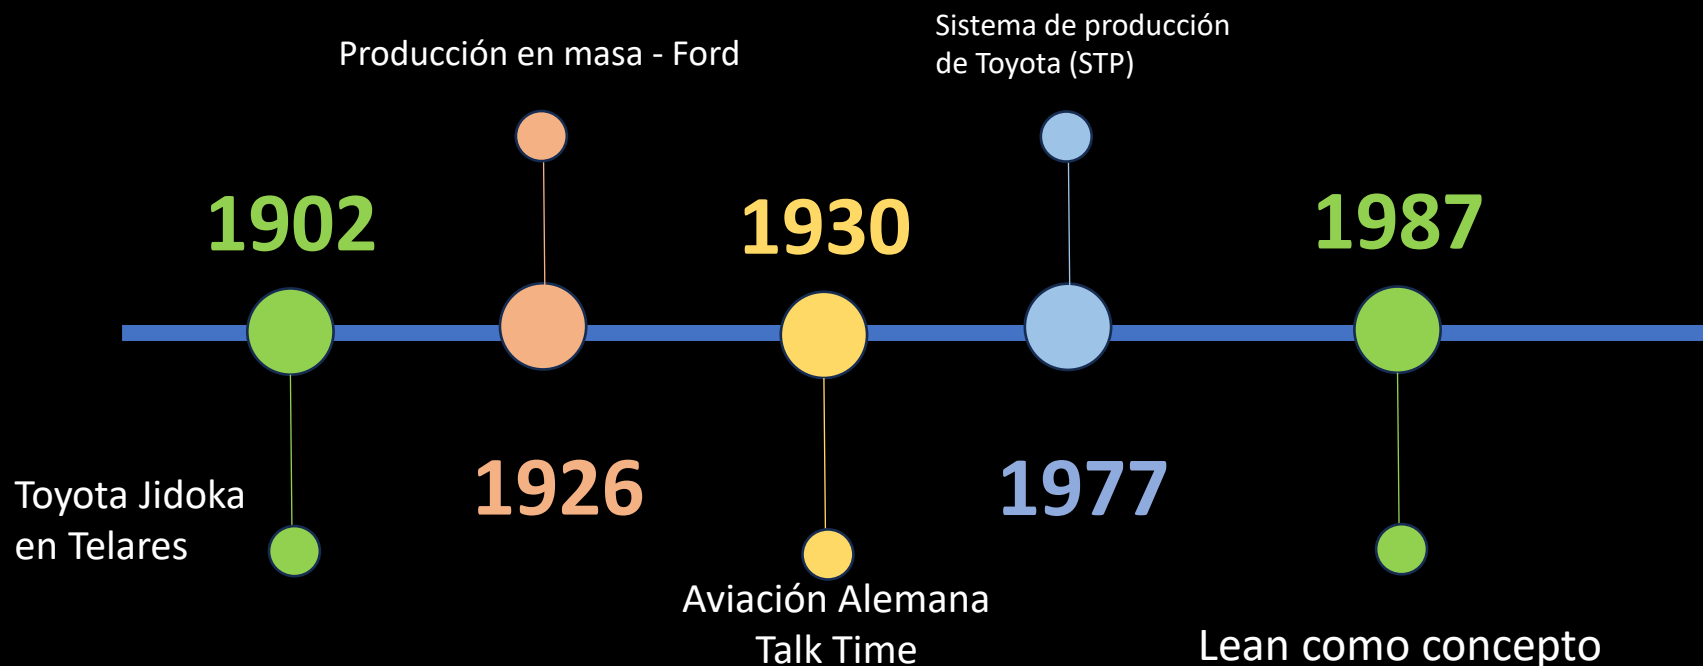 Sistema de producción
de Toyota (STP)
Producción en masa - Ford
1902
1930
1987
1926
1977
Toyota Jidoka
en Telares
Aviación Alemana
Talk Time
Lean como concepto